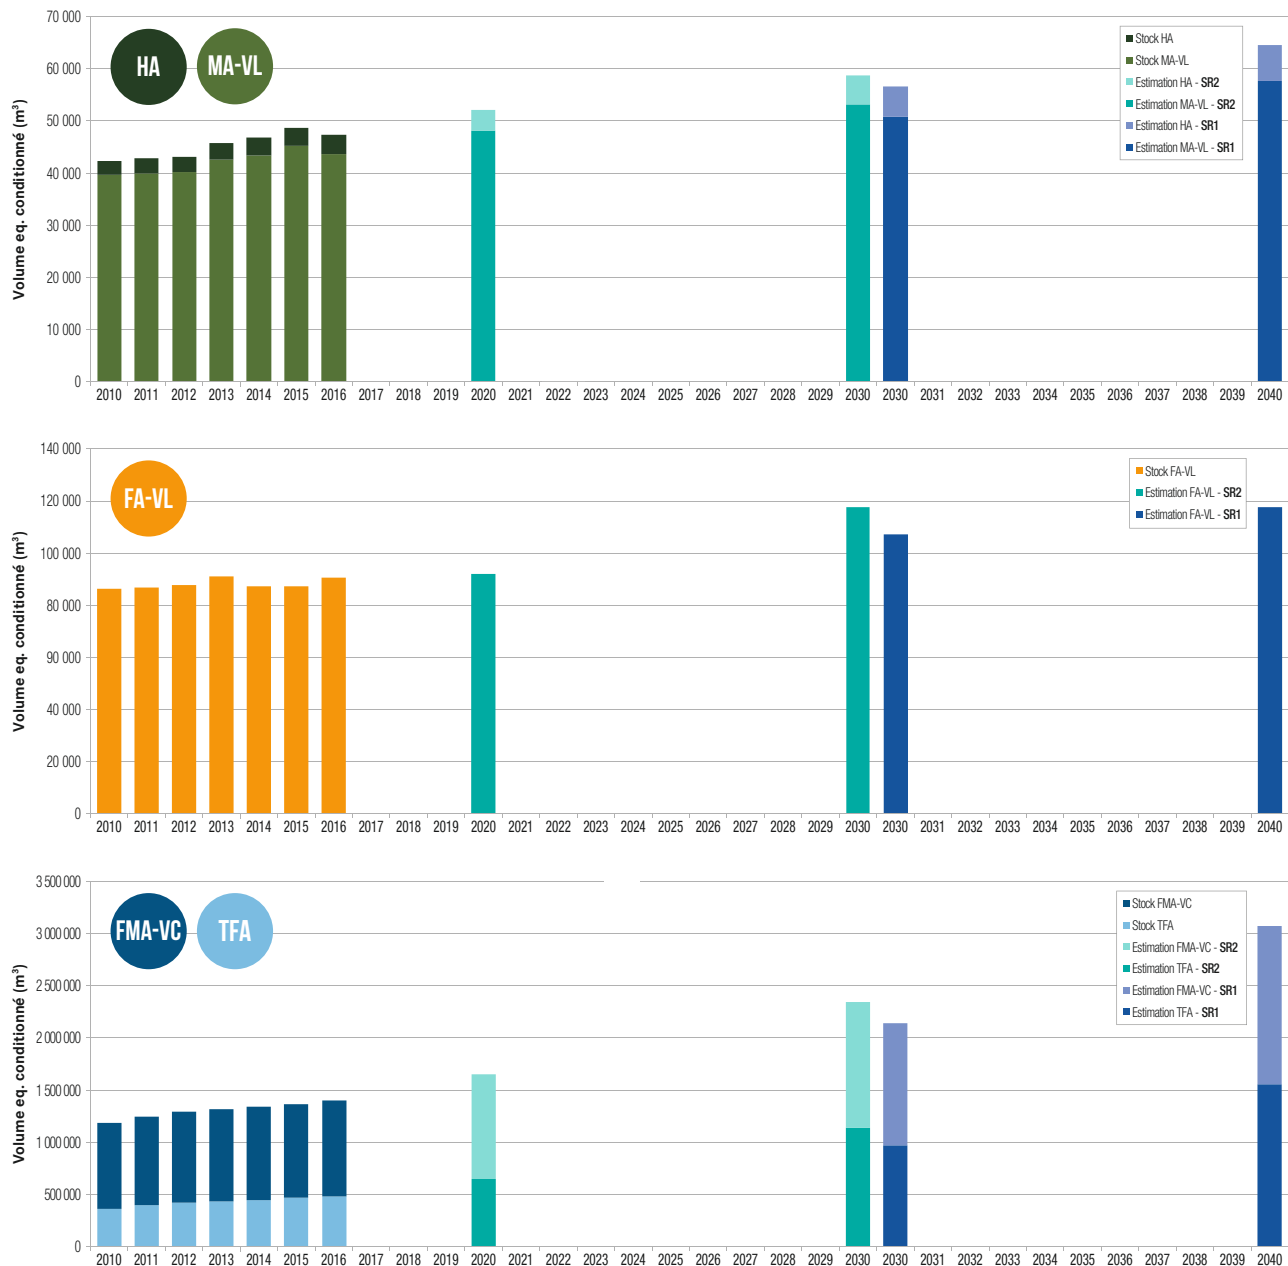 70 000
60 000
50 000
40 000
30 000
20 000
10 000
0
Volume eq. conditionné (m³)
HA MA-VL
Stock HA
Stock MA-VL
Estimation HA - SR2
Estimation MA-VL - SR2
Estimation HA - SR1
Estimation MA-VL - SR1
2010 2011 2012 2013 2014 2015 2016 2017 2018 2019 2020 2021 2022 2023 2024 2025 2026 2027 2028 2029 2030 2030 2031 2032 2033 2034 2035 2036 2037 2038 2039 2040
140 000
120 000
100 000
80 000
90 000
40 000
20 000
0
Volume eq. conditionné (m³)
FA-VL
Stock FA-VL
Estimation FA-VL - SR2
Estimation FA-VL - SR1
2010 2011 2012 2013 2014 2015 2016 2017 2018 2019 2020 2021 2022 2023 2024 2025 2026 2027 2028 2029 2030 2030 2031 2032 2033 2034 2035 2036 2037 2038 2039 2040
3 500 000
3 000 000
2 500 000
2 000 000
1 500 000
1 000 000
500 000
0
Volume eq. conditionné (m³)
FMA-VC TFA
Stock FMA-VC
Stock TFA
Estimation FMA-VC - SR2
Estimation TFA - SR2
Estimation FMA-VC - SR1
Estimation TFA - SR1
2010 2011 2012 2013 2014 2015 2016 2017 2018 2019 2020 2021 2022 2023 2024 2025 2026 2027 2028 2029 2030 2030 2031 2032 2033 2034 2035 2036 2037 2038 2039 2040